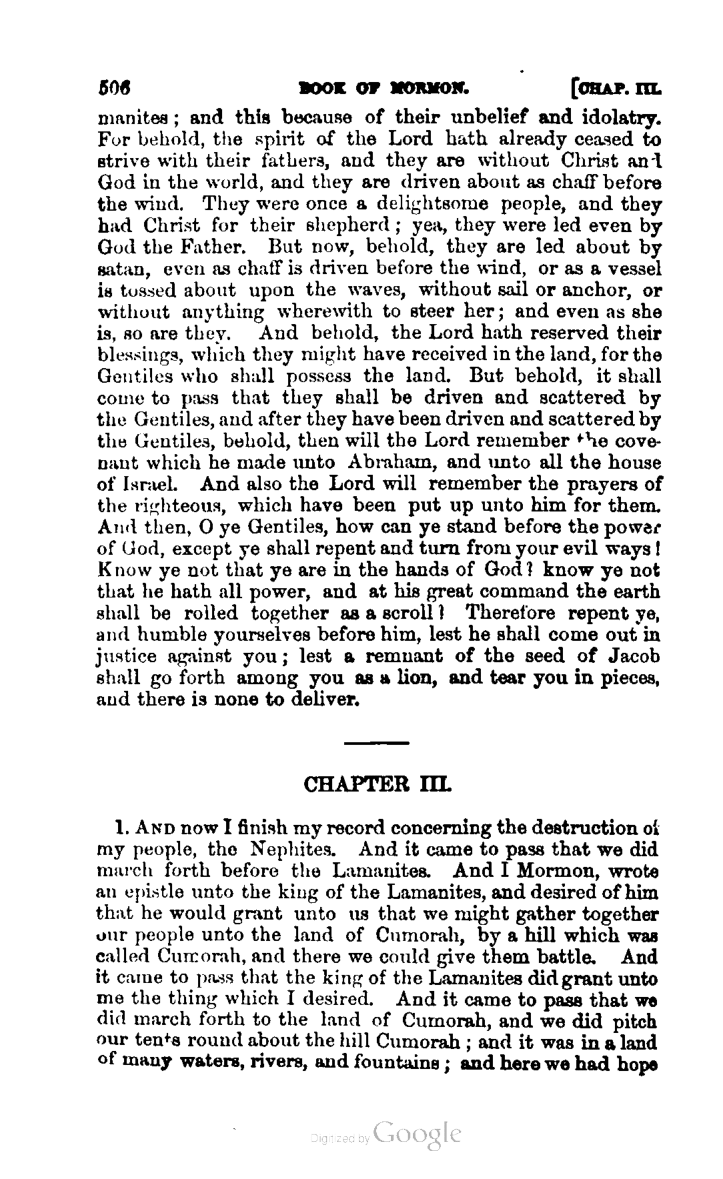 506 BOOK OF MORMON. [CHAP. III.
manites; and this because of their unbelief and idolatry.
For behold, the spirit of the Lord hath already ceased to
strive with their fathers, and they are without Christ and
God in the world, and they are driven about as chaff before
the wind. They were once a delightsome people, and they
had Christ for their shepherd; yea, they were led even by
God the Father. But now, behold, they are led about by
satan, even as chaff is driven before the wind, or as a vessel
is tossed about upon the waves, without sail or anchor, or
without anything wherewith to steer her; and even as she
is, so are they. And behold, the Lord hath reserved their
blessings, which they might have received in the land, for the
Gentiles who shall possess the land. But behold, it shall
come to pass that they shall be driven and scattered by
the Gentiles, and after they have been driven and scattered by
the Gentiles, behold, then will the Lord remember the cove-
nant which he made unto Abraham, and unto all the house
of Israel. And also the Lord will remember the prayers of
the righteous, which have been put up unto him for them.
And then, O ye Gentiles, how can ye stand before the power
of God, except ye shall repent and turn from your evil ways!
Know ye not that ye are in the hands of God? know ye not
that he hath all power, and at his great command the earth
shall be rolled together as a scroll? Therefore repent ye,
and humble yourselves before him, lest he shall come out in
justice against you; lest a remnant of the seed of Jacob
shall go forth among you as a lion, and tear you in pieces,
and there is none to deliver.
CHAPTER III.
1. AND now I finish my record concerning the destruction of
my people, the Nephites. And it came to pass that we did
march forth before the Lamanites. And I Mormon, wrote
an epistle unto the king of the Lamanites, and desired of him
that he would grant unto us that we might gather together
our people unto the land of Cumorah, by a hill which was
called Cumorah, and there we could give them battle. And
it came to pass that the king of the Lamanites did grant unto
me the thing which I desired. And it came to pass that we
did march forth to the land of Cumorah, and we did pitch
our tents round about the hill Cumorah; and it was in a land
of many waters, rivers, and fountains; and here we had hope
Digitized by Google